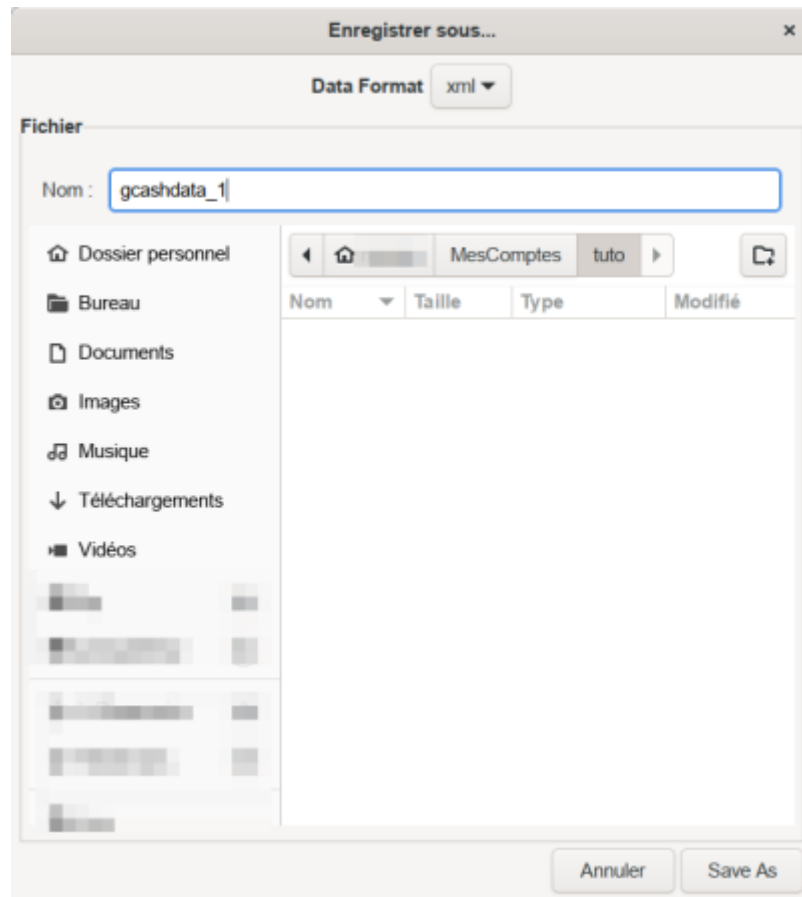 Enregistrer sous... ×
Data Format xml
Fichier
Nom : gcashdata_1
Dossier personnel
Bureau
Documents
Images
Musique
Téléchargements
Vidéos
MesComptes tuto
Nom Taille Type Modifié
Annuler Save As